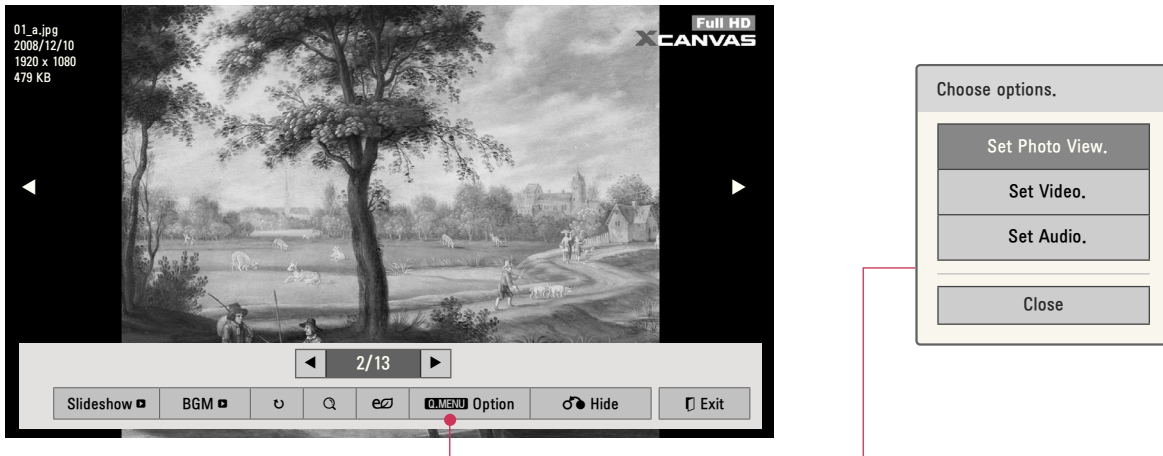 01_a.jpg
2008/12/10
1920 x 1080
479 KB
Full HD
XCANVAS
2/13
Slideshow
BGM
Q.MENU Option
Hide
Exit
Choose options.
Set Photo View.
Set Video.
Set Audio.
Close